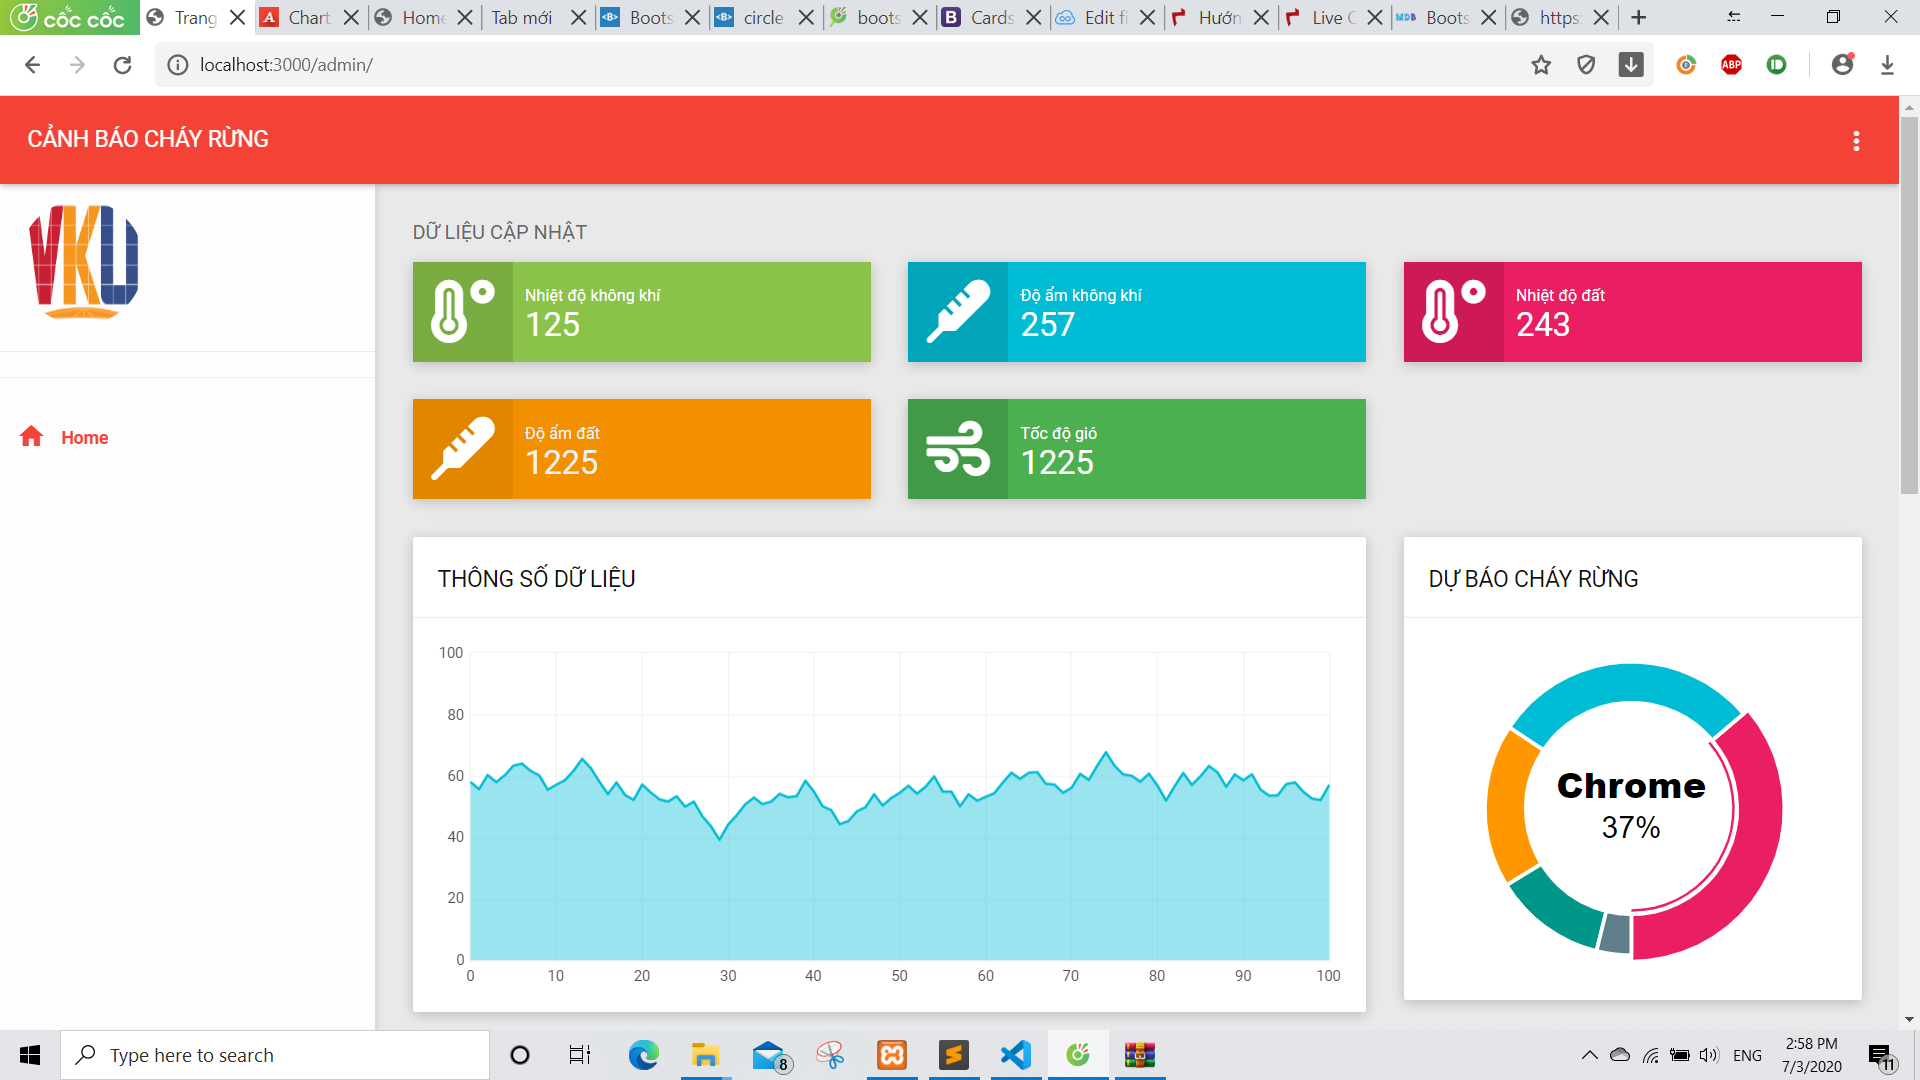 cốc cốc
Trang
Chart.
Home
Tab mới
Boots
circle
boots
Cards
Edit fi
Hướn
Live C
MDB
Boots
https:
localhost:3000/admin/
ABP
CẢNH BÁO CHÁY RỪNG
VKU
Home
DỮ LIỆU CẬP NHẬT
Nhiệt độ không khí
125
Độ ẩm không khí
257
Nhiệt độ đất
243
Độ ẩm đất
1225
Tốc độ gió
1225
THÔNG SỐ DỮ LIỆU
100
80
60
40
20
0
0 10 20 30 40 50 60 70 80 90 100
DỰ BÁO CHÁY RỪNG
Chrome
37%
Type here to search
8
ENG
2:58 PM
7/3/2020
11